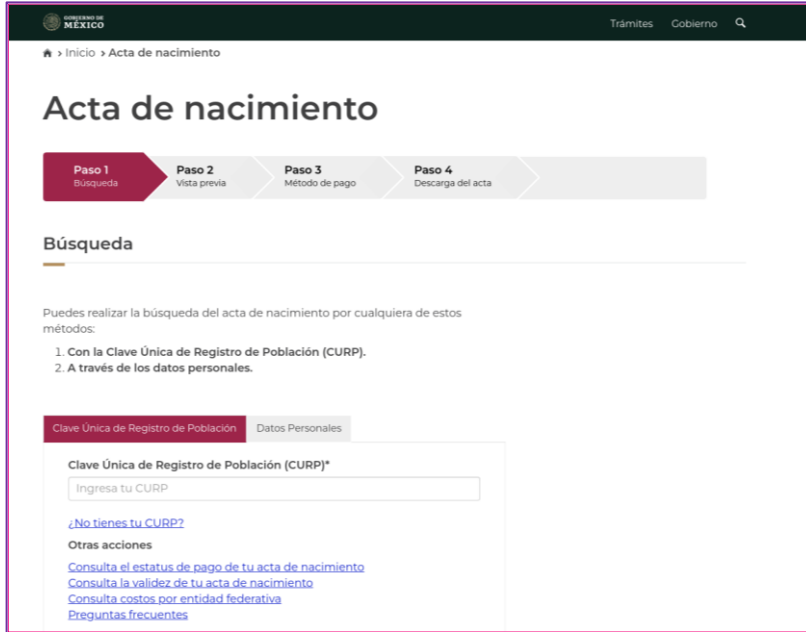 GOBIERNO DE
MÉXICO
Trámites Gobierno
> Inicio > Acta de nacimiento
Acta de nacimiento
Paso 1 Paso 2 Paso 3 Paso 4
Búsqueda Vista previa Método de pago Descarga del acta
Búsqueda
Puedes realizar la búsqueda del acta de nacimiento por cualquiera de estos
métodos:
1. Con la Clave Única de Registro de Población (CURP).
2. A través de los datos personales.
Clave Única de Registro de Población Datos Personales
Clave Única de Registro de Población (CURP)*
Ingresa tu CURP
¿No tienes tu CURP?
Otras acciones
Consulta el estatus de pago de tu acta de nacimiento
Consulta la validez de tu acta de nacimiento
Consulta costos por entidad federativa
Preguntas frecuentes